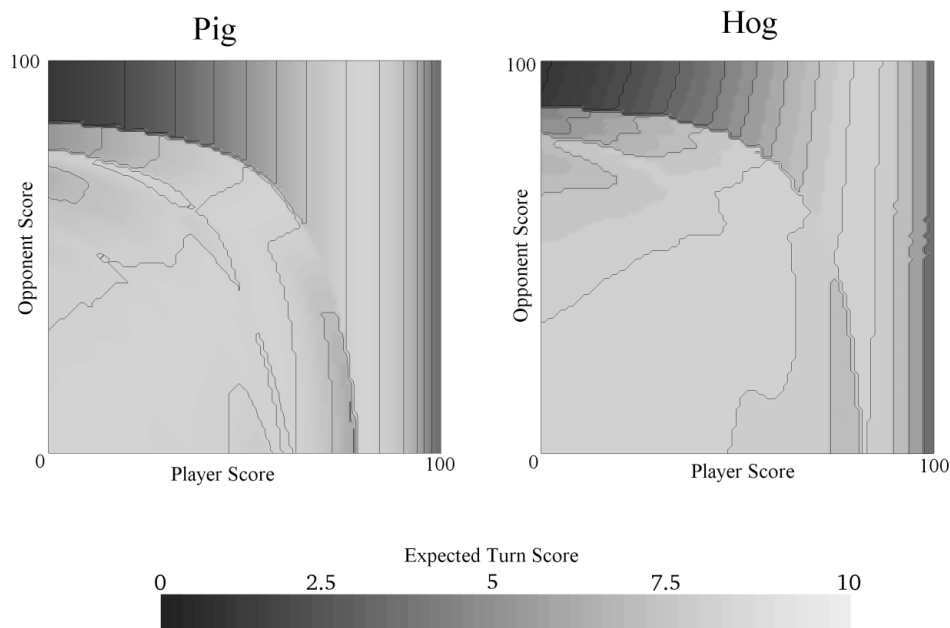 Pig
Hog
100
100
Opponent Score
Opponent Score
0
Player Score
100
0
Player Score
100
Expected Turn Score
0 2.5 5 7.5 10